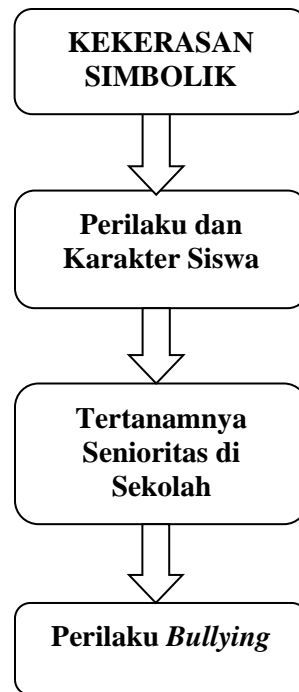 KEKERASAN
SIMBOLIK
Perilaku dan
Karakter Siswa
Tertanamnya
Senioritas di
Sekolah
Perilaku Bullying